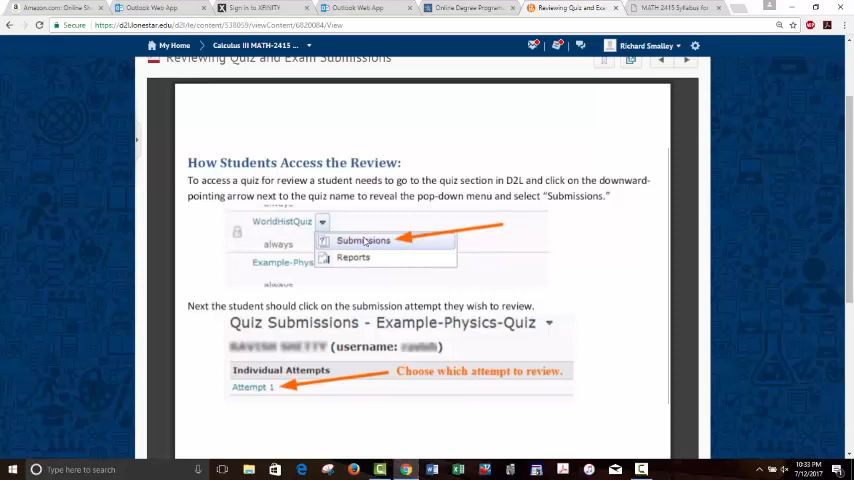 Amazon.com: Online Sh...
Outlook Web App
Sign in to XFINITY
Outlook Web App
Online Degree Program
Reviewing Quiz and Exa
MATH 2415 Syllabus for
Secure https://d2l.lonestar.edu/d2l/le/content/538059/viewContent/6820084/View
My Home Calculus III MATH-2415 ... Richard Smalley
Reviewing Quiz and Exam Submissions
How Students Access the Review:
To access a quiz for review a student needs to go to the quiz section in D2L and click on the downward-
pointing arrow next to the quiz name to reveal the pop-down menu and select “Submissions.”
always
WorldHistQuiz
Submissions
always
Reports
Example-Phys
always
Next the student should click on the submission attempt they wish to review.
Quiz Submissions - Example-Physics-Quiz
(username: )
Individual Attempts
Choose which attempt to review.
Attempt 1
Type here to search
10:33 PM
7/12/2017